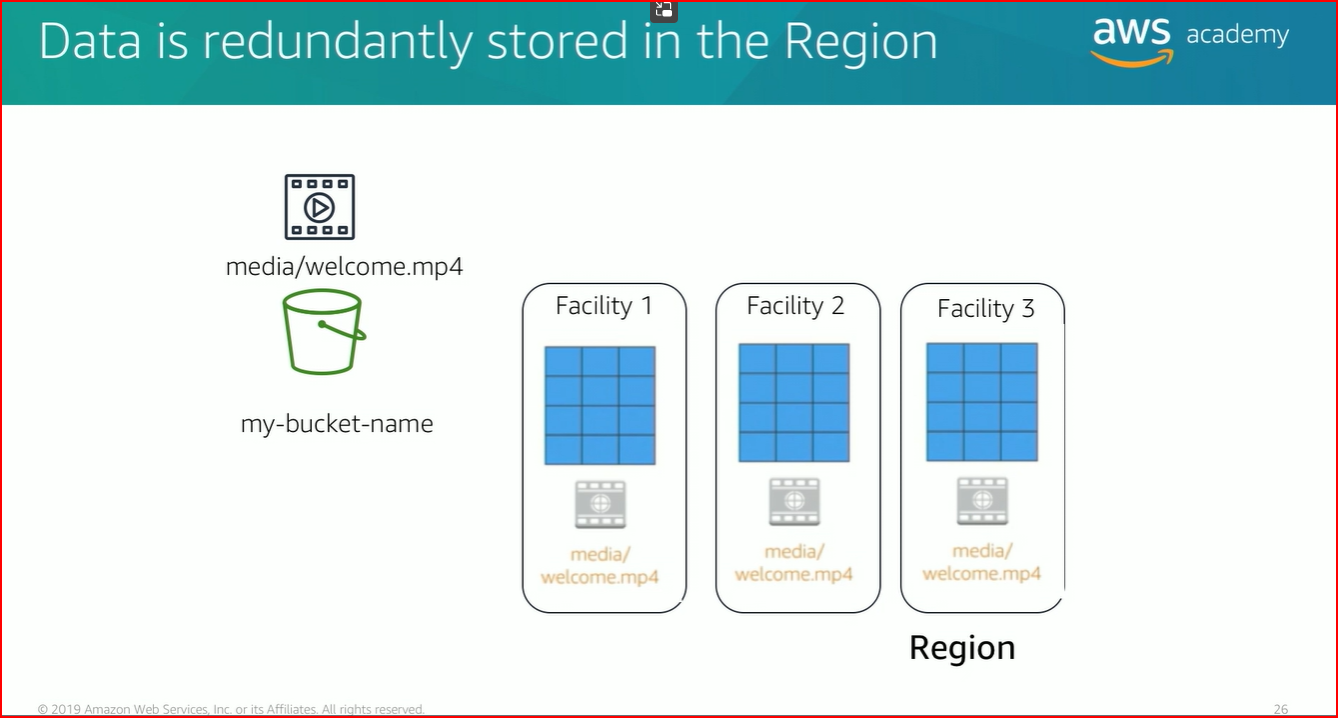 Data is redundantly stored in the Region
aws academy
media/welcome.mp4
my-bucket-name
Facility 1
media/
welcome.mp4
Facility 2
media/
welcome.mp4
Facility 3
media/
welcome.mp4
Region
© 2019 Amazon Web Services, Inc. or its Affiliates. All rights reserved.
26